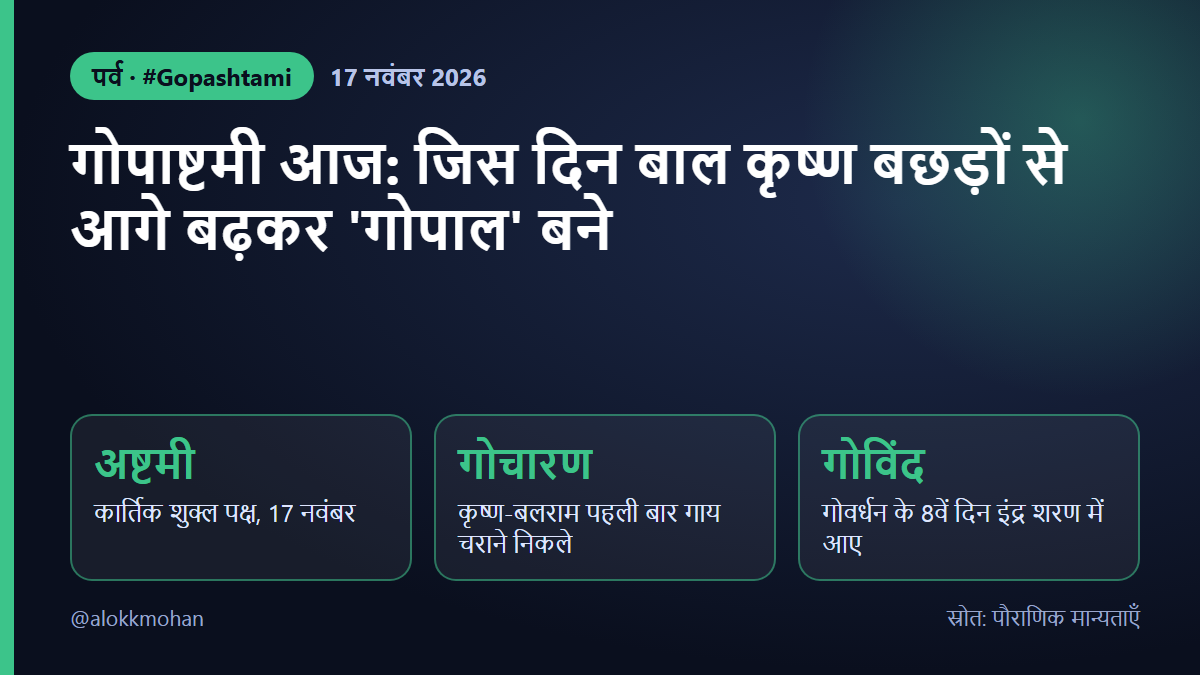 पर्व · #Gopashtami 17 नवंबर 2026
गोपाष्टमी आज: जिस दिन बाल कृष्ण बछड़ों से
आगे बढ़कर 'गोपाल' बने
अष्टमी
कार्तिक शुक्ल पक्ष, 17 नवंबर
गोचारण
कृष्ण-बलराम पहली बार गाय
चराने निकले
गोविंद
गोवर्धन के 8वें दिन इंद्र शरण में
आए
@alokkmohan
स्रोत: पौराणिक मान्यताएँ